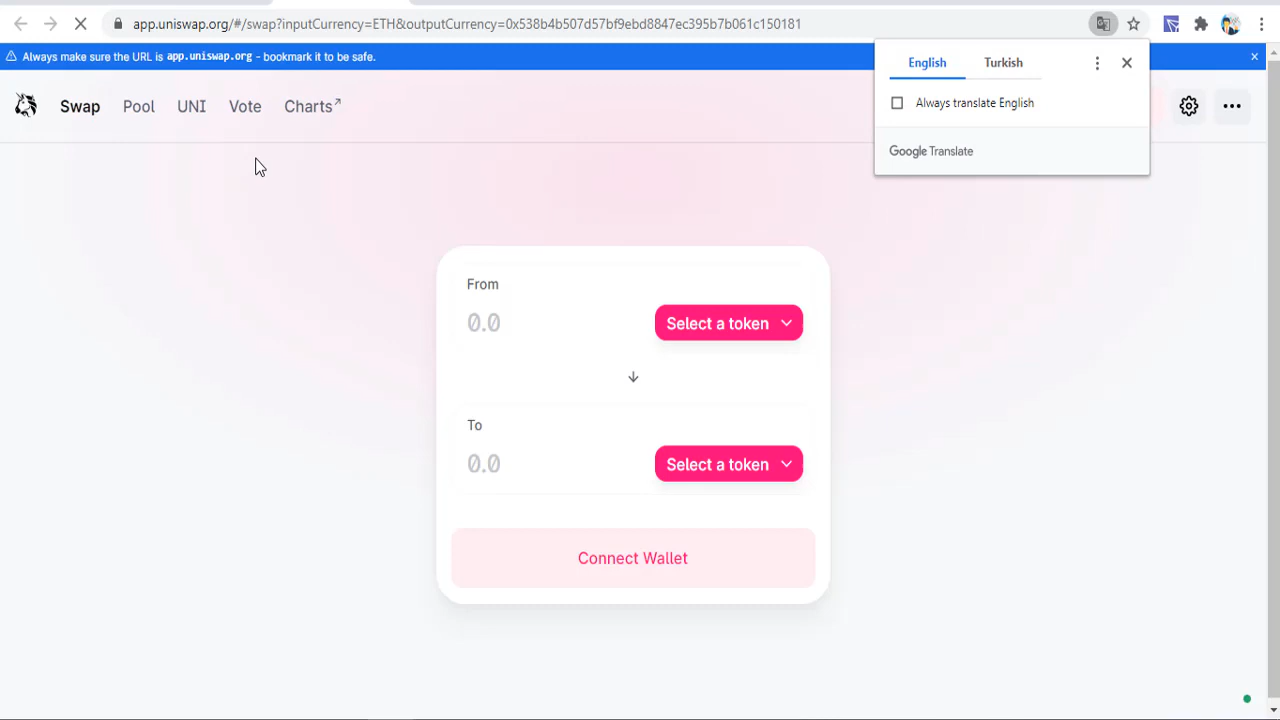 app.uniswap.org/#/swap?inputCurrency=ETH&outputCurrency=0x538b4b507d57bf9ebd8847ec395b7b061c150181
Always make sure the URL is app.uniswap.org - bookmark it to be safe.
English Turkish
Always translate English
Google Translate
Swap Pool UNI Vote Charts↗
From
0.0 Select a token
To
0.0 Select a token
Connect Wallet